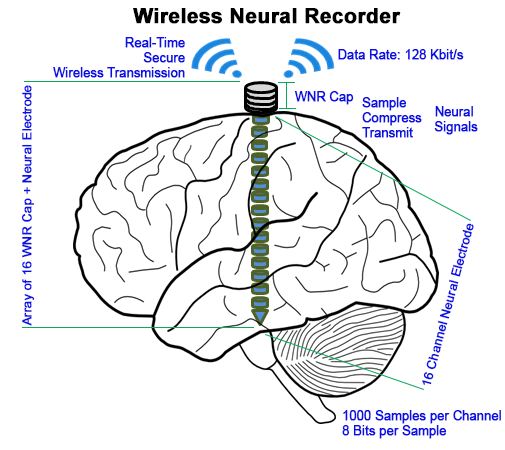 Wireless Neural Recorder
Real-Time
Secure
Wireless Transmission
Data Rate: 128 Kbit/s
WNR Cap
Sample
Compress
Transmit
Neural
Signals
Array of 16 WNR Cap + Neural Electrode
16 Channel Neural Electrode
1000 Samples per Channel
8 Bits per Sample